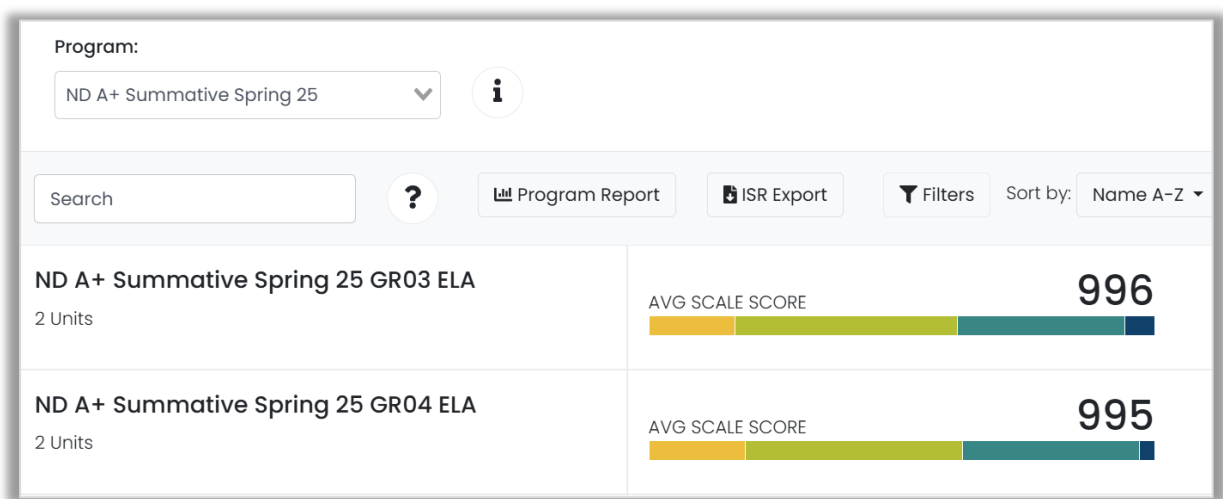 Program:
ND A+ Summative Spring 25
i
Search
?
Program Report
ISR Export
Filters
Sort by:
Name A-Z
ND A+ Summative Spring 25 GR03 ELA
2 Units
AVG SCALE SCORE
996
ND A+ Summative Spring 25 GR04 ELA
2 Units
AVG SCALE SCORE
995